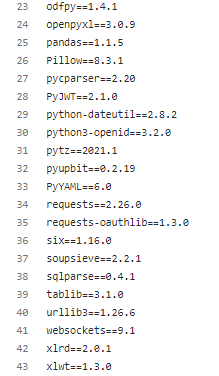 23 odfpy==1.4.1
24 openpyxl==3.0.9
25 pandas==1.1.5
26 Pillow==8.3.1
27 pycparser==2.20
28 PyJWT==2.1.0
29 python-dateutil==2.8.2
30 python3-openid==3.2.0
31 pytz==2021.1
32 pyupbit==0.2.19
33 PyYAML==6.0
34 requests==2.26.0
35 requests-oauthlib==1.3.0
36 six==1.16.0
37 soupsieve==2.2.1
38 sqlparse==0.4.1
39 tablib==3.1.0
40 urllib3==1.26.6
41 websockets==9.1
42 xlrd==2.0.1
43 xlwt==1.3.0